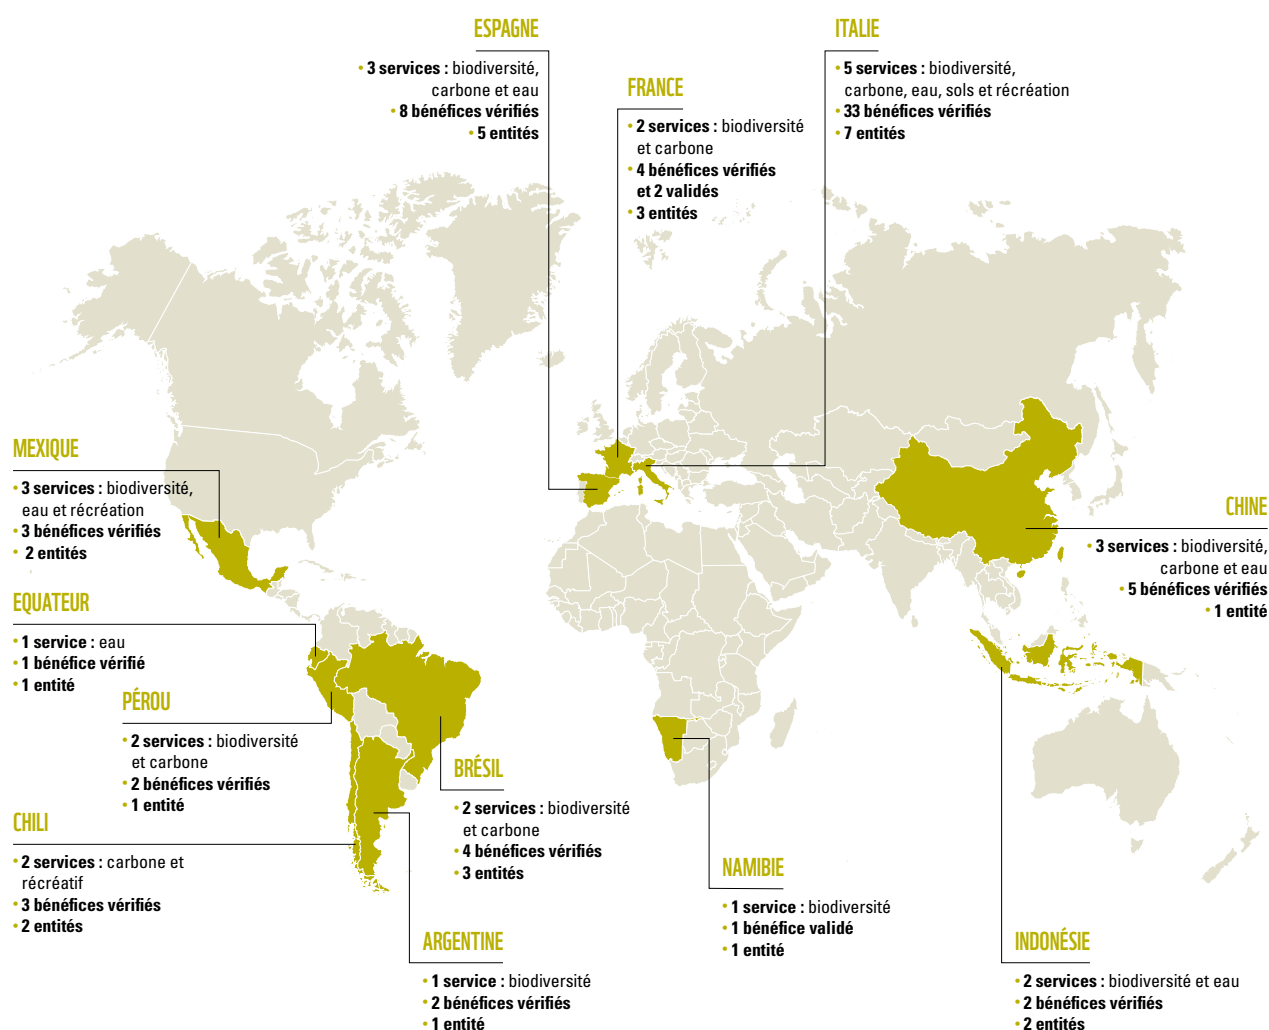 ESPAGNE
• 3 services : biodiversité,
carbone et eau
• 8 bénéfices vérifiés
• 5 entités
FRANCE
• 2 services : biodiversité
et carbone
• 4 bénéfices vérifiés
et 2 validés
• 3 entités
ITALIE
• 5 services : biodiversité,
carbone, eau, sols et récréation
• 33 bénéfices vérifiés
• 7 entités
MEXIQUE
• 3 services : biodiversité,
eau et récréation
• 3 bénéfices vérifiés
• 2 entités
CHINE
• 3 services : biodiversité,
carbone et eau
• 5 bénéfices vérifiés
• 1 entité
EQUATEUR
• 1 service : eau
• 1 bénéfice vérifié
• 1 entité
PÉROU
• 2 services : biodiversité
et carbone
• 2 bénéfices vérifiés
• 1 entité
BRÉSIL
• 2 services : biodiversité
et carbone
• 4 bénéfices vérifiés
• 3 entités
CHILI
• 2 services : carbone et
récréatif
• 3 bénéfices vérifiés
• 2 entités
NAMIBIE
• 1 service : biodiversité
• 1 bénéfice validé
• 1 entité
ARGENTINE
• 1 service : biodiversité
• 2 bénéfices vérifiés
• 1 entité
INDONÉSIE
• 2 services : biodiversité et eau
• 2 bénéfices vérifiés
• 2 entités